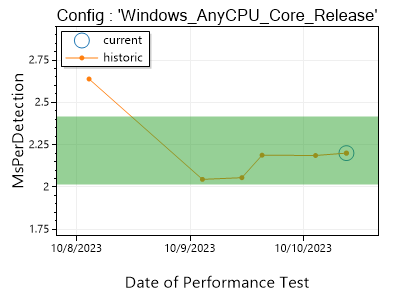 Config : 'Windows_AnyCPU_Core_Release'
current
historic
2.75
2.5
2.25
2
1.75
MsPerDetection
10/8/2023
10/9/2023
10/10/2023
Date of Performance Test